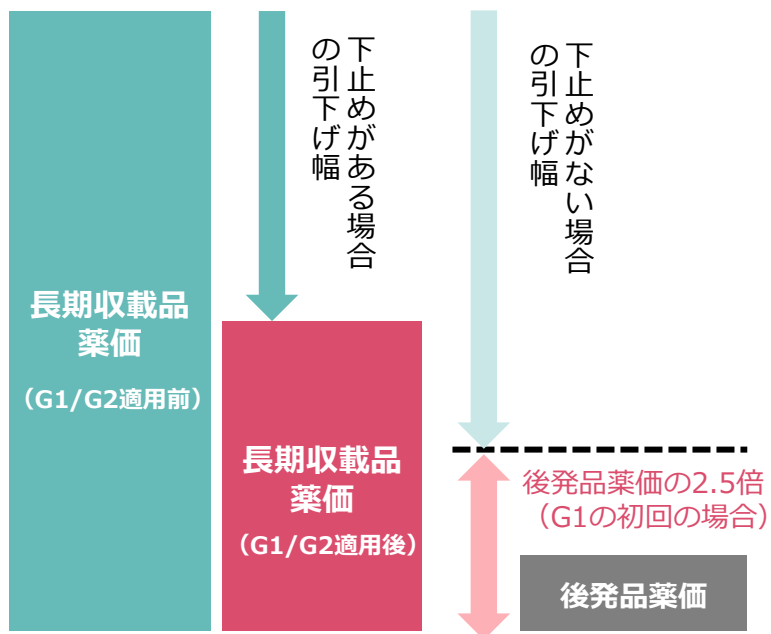 下止めがある場合
の引下げ幅
下止めがない場合
の引下げ幅
長期収載品
薬価
（G1/G2適用前）
長期収載品
薬価
（G1/G2適用後）
後発品薬価の2.5倍
（G1の初回の場合）
後発品薬価